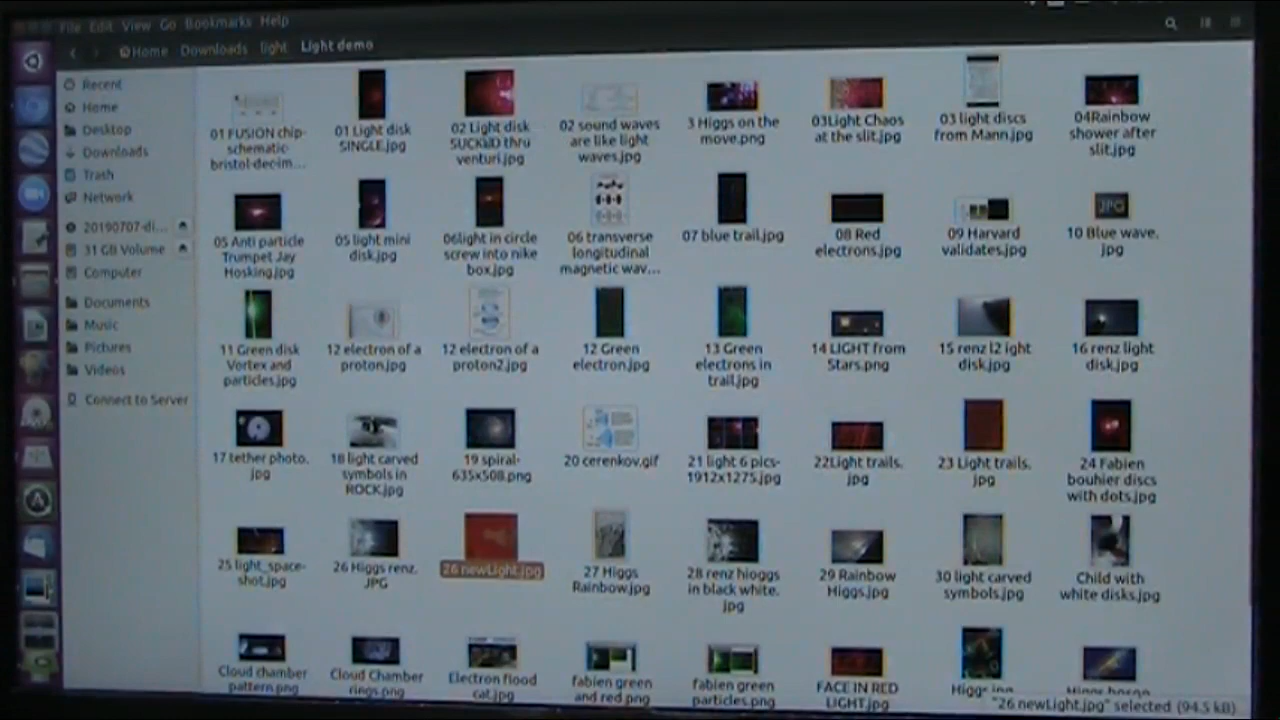 File Edit View Go Bookmarks Help
Home Downloads light Light demo
Recent
Home
Desktop
Downloads
Trash
Network
20190707-di...
31 GB Volume
Computer
Documents
Music
Pictures
Videos
Connect to Server
01 FUSION chip-
schematic-
bristol-dec-im...
01 Light disk
SINGLE.jpg
02 Light disk
SUCKED thru
venturi.jpg
02 sound waves
are like light
waves.jpg
3 Higgs on the
move.png
03Light Chaos
at the slit.jpg
03 light discs
from Mann.jpg
04Rainbow
shower after
slit.jpg
05 Anti particle
Trumpet Jay
Hosking.jpg
05 light mini
disk.jpg
06light in circle
screw into nike
box.jpg
06 transverse
longitudinal
magnetic wav...
07 blue trail.jpg
08 Red
electrons.jpg
09 Harvard
validates.jpg
JPG
10 Blue wave.
jpg
11 Green disk
Vortex and
particles.jpg
12 electron of a
proton.jpg
12 electron of a
proton2.jpg
12 Green
electron.jpg
13 Green
electrons in
trail.jpg
14 LIGHT from
Stars.png
15 renz l2 ight
disk.jpg
16 renz light
disk.jpg
17 tether photo.
jpg
18 light carved
symbols in
ROCK.jpg
19 spiral-
635x508.png
20 cerenkov.gif
21 light 6 pics-
1912x1275.jpg
22Light trails.
jpg
23 Light trails.
jpg
24 Fabien
bouhier discs
with dots.jpg
25 light_space-
shot.jpg
26 Higgs renz.
JPG
26 newLight.jpg
27 Higgs
Rainbow.jpg
28 renz hioggs
in black white.
jpg
29 Rainbow
Higgs.jpg
30 light carved
symbols.jpg
Child with
white disks.jpg
Cloud chamber
pattern.png
Cloud Chamber
rings.png
Electron flood
cal.jpg
fabien green
and red.png
fabien green
particles.png
FACE IN RED
LIGHT.jpg
"26 newLight.jpg" selected (94.5 kB)